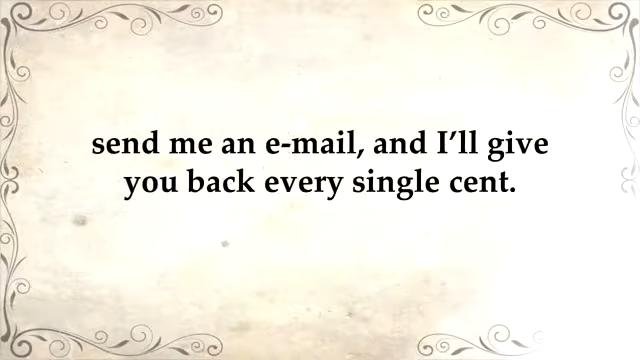 send me an e-mail, and I’ll give
you back every single cent.